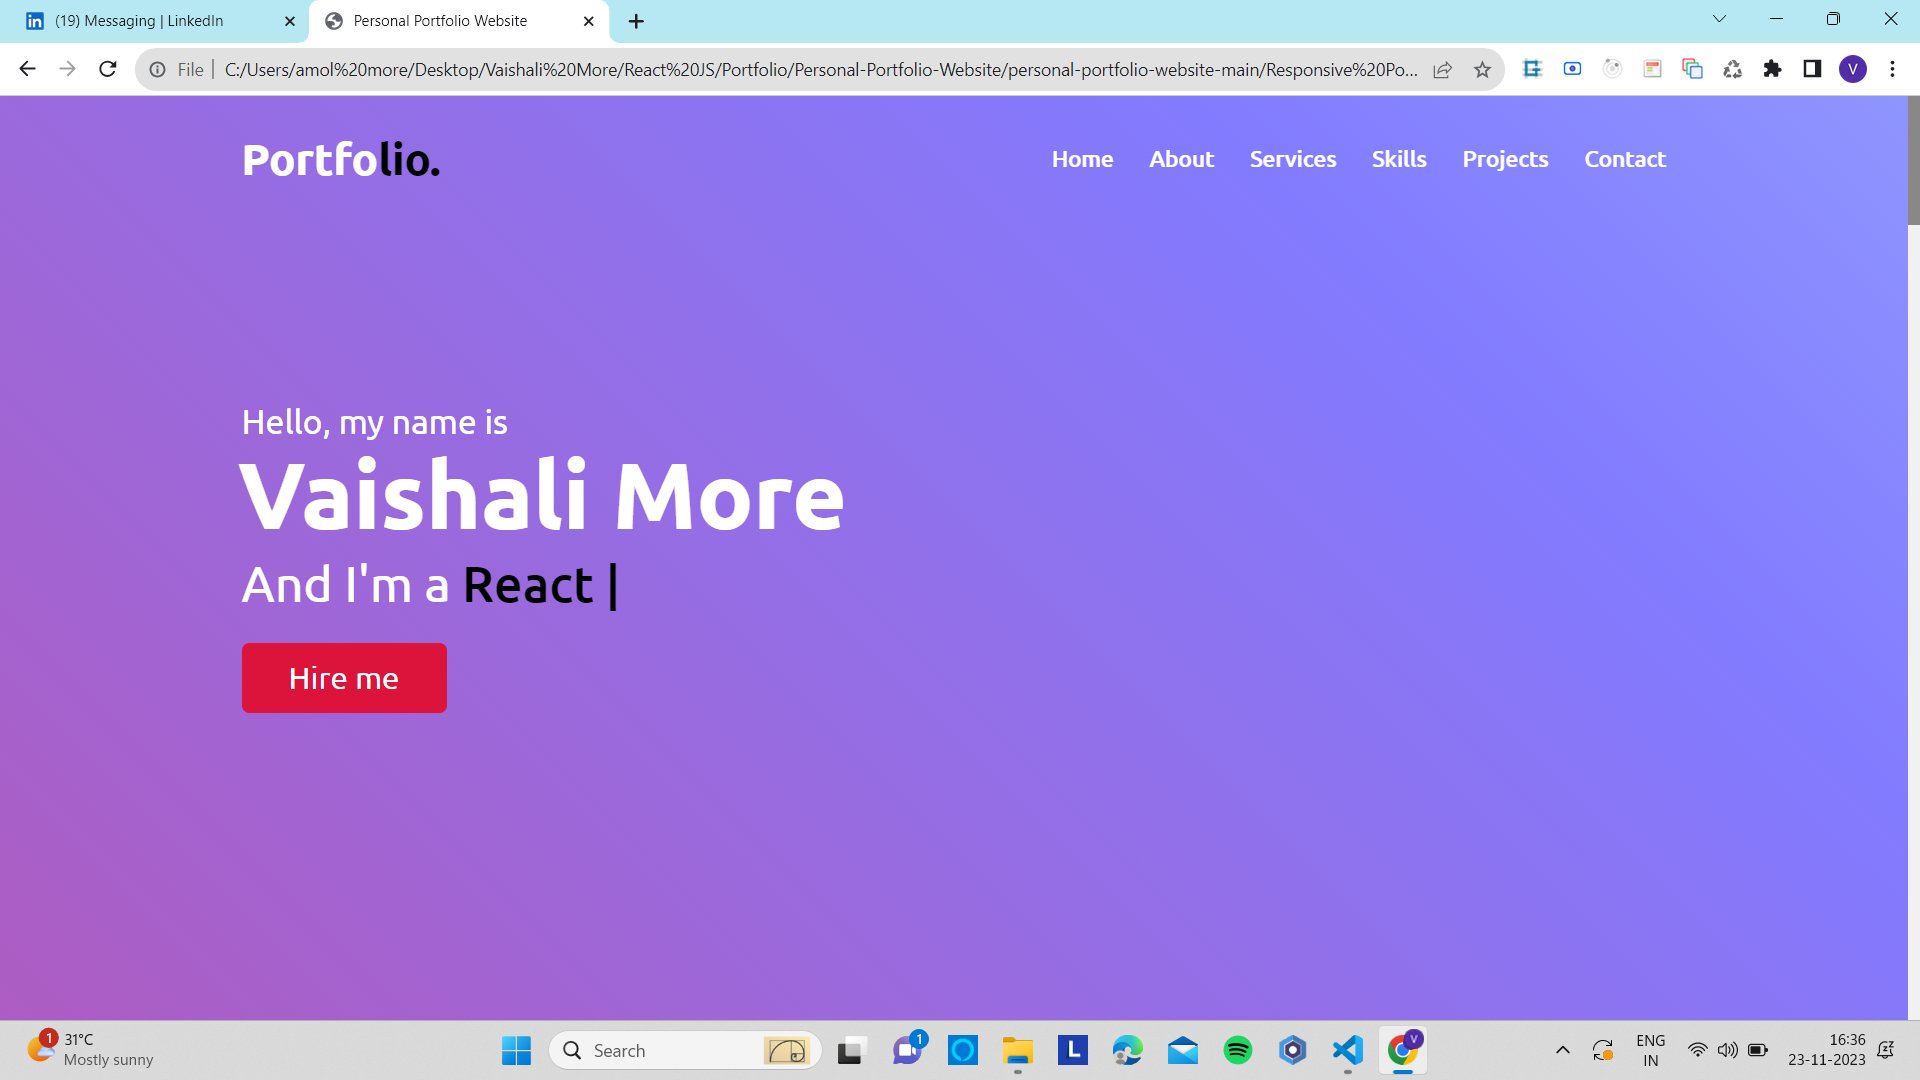 (19) Messaging | LinkedIn
Personal Portfolio Website
File | C:/Users/amol%20more/Desktop/Vaishali%20More/React%20JS/Portfolio/Personal-Portfolio-Website/personal-portfolio-website-main/Responsive%20Po...
V
Portfolio.
Home About Services Skills Projects Contact
Hello, my name is
Vaishali More
And I'm a React |
Hire me
1
31°C
Mostly sunny
Search
1
L
V
ENG
IN
16:36
23-11-2023